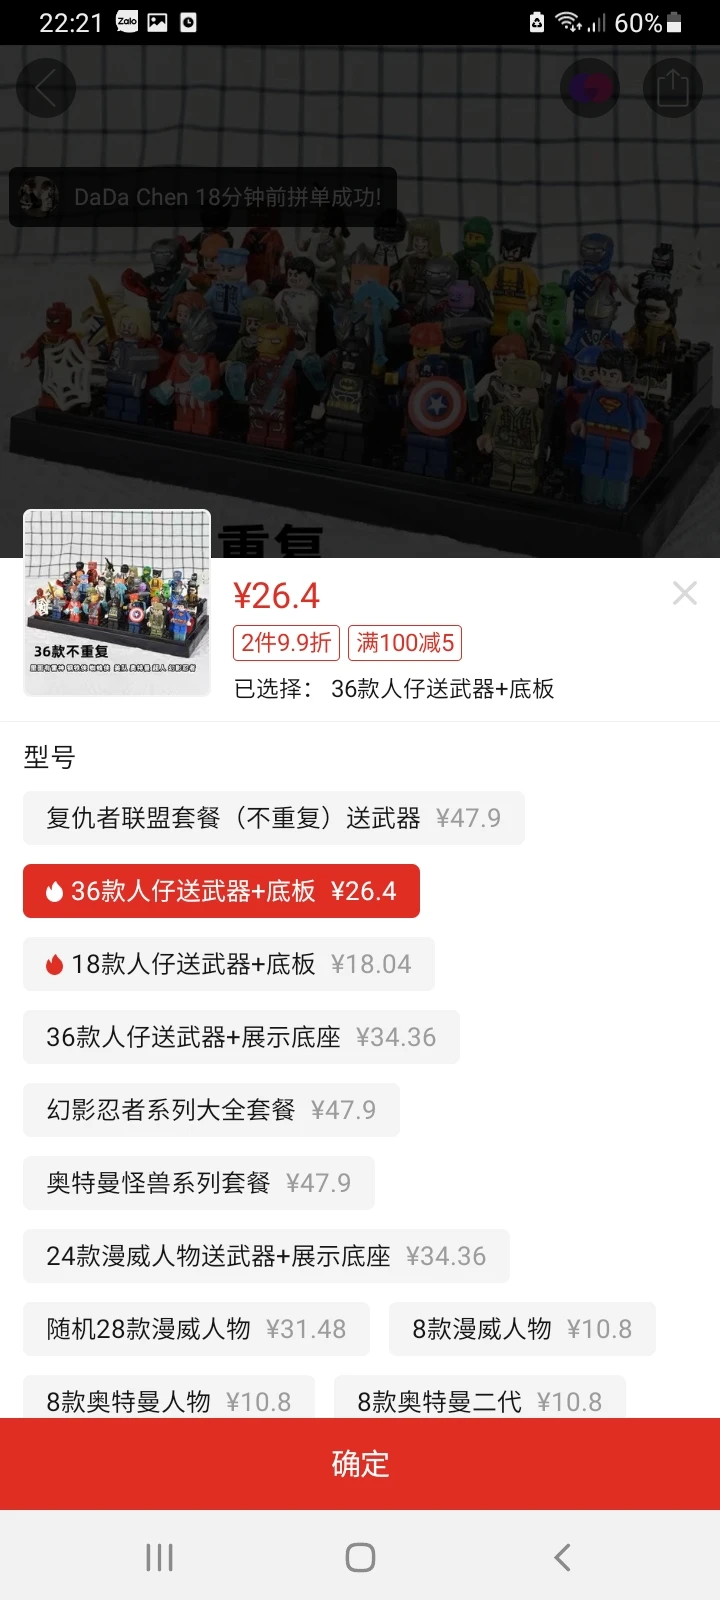 22:21
Zalo
60%
DaDa Chen 18分钟前拼单成功!
重复
36款不重复
¥26.4
2件9.9折 满100减5
已选择： 36款人仔送武器+底板
型号
复仇者联盟套餐（不重复）送武器 ¥47.9
36款人仔送武器+底板 ¥26.4
18款人仔送武器+底板 ¥18.04
36款人仔送武器+展示底座 ¥34.36
幻影忍者系列大全套餐 ¥47.9
奥特曼怪兽系列套餐 ¥47.9
24款漫威人物送武器+展示底座 ¥34.36
随机28款漫威人物 ¥31.48 8款漫威人物 ¥10.8
8款奥特曼人物 ¥10.8 8款奥特曼二代 ¥10.8
确定